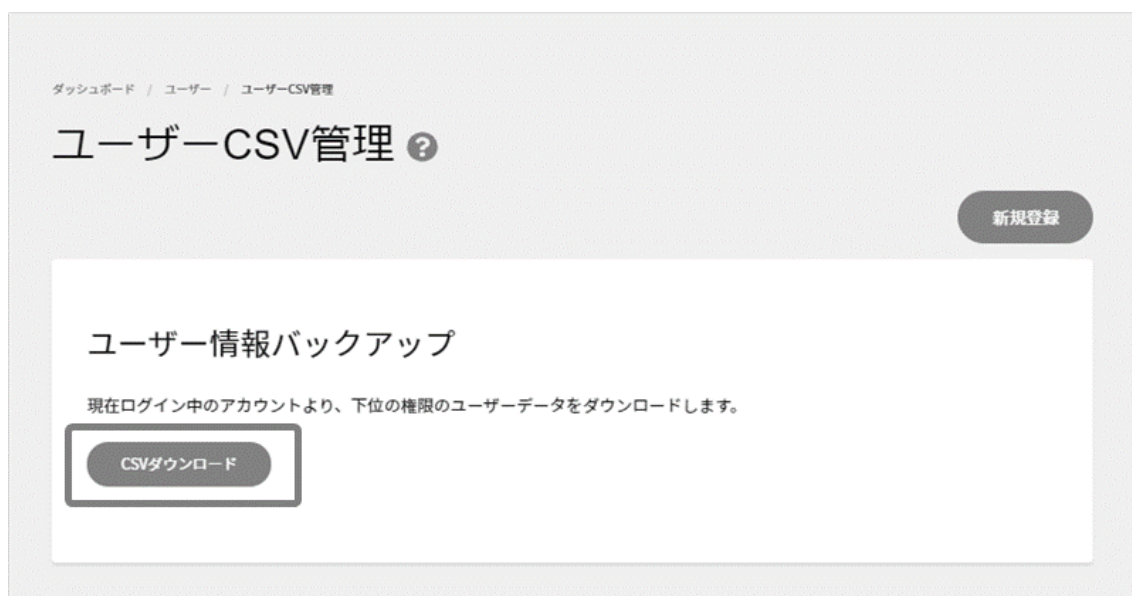 ダッシュボード / ユーザー / ユーザーCSV管理
ユーザーCSV管理 ?
新規登録
ユーザー情報バックアップ
現在ログイン中のアカウントより、下位の権限のユーザーデータをダウンロードします。
CSVダウンロード